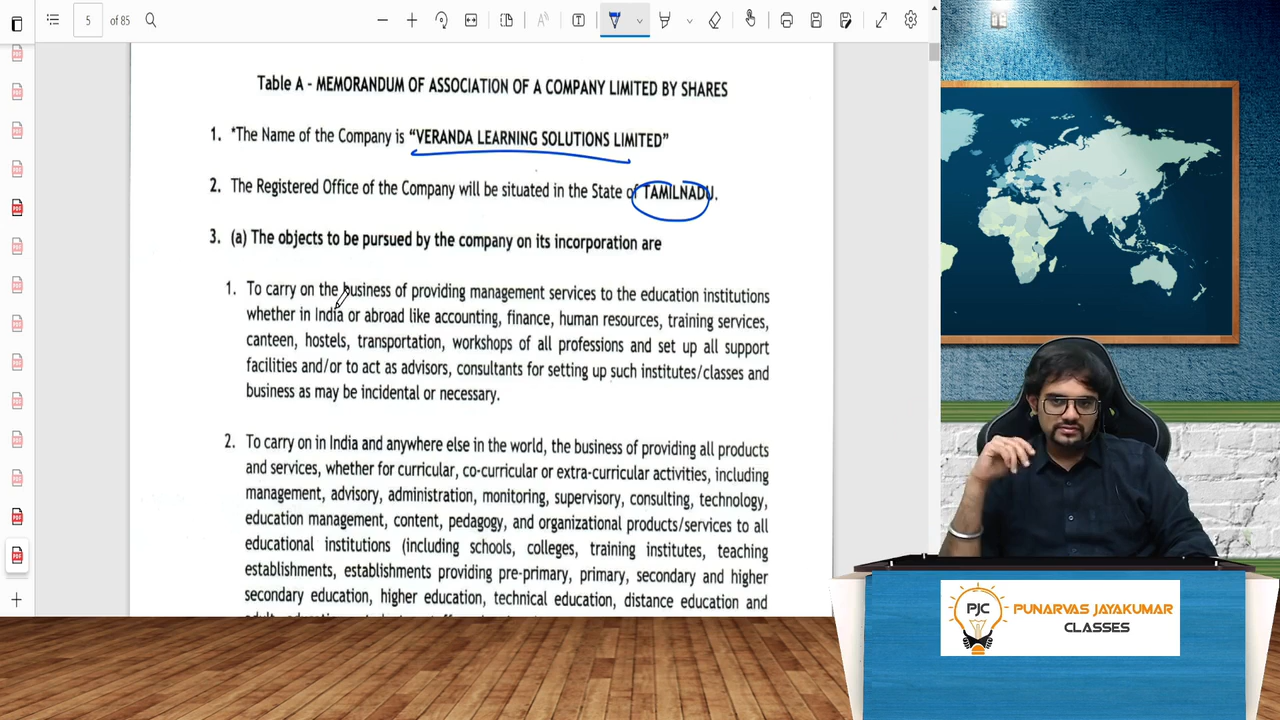 5 of 85
Table A - MEMORANDUM OF ASSOCIATION OF A COMPANY LIMITED BY SHARES
1. *The Name of the Company is “VERANDA LEARNING SOLUTIONS LIMITED”
2. The Registered Office of the Company will be situated in the State of TAMILNADU.
3. (a) The objects to be pursued by the company on its incorporation are
1. To carry on the business of providing management services to the education institutions
whether in India or abroad like accounting, finance, human resources, training services,
canteen, hostels, transportation, workshops of all professions and set up all support
facilities and/or to act as advisors, consultants for setting up such institutes/classes and
business as may be incidental or necessary.
2. To carry on in India and anywhere else in the world, the business of providing all products
and services, whether for curricular, co-curricular or extra-curricular activities, including
management, advisory, administration, monitoring, supervisory, consulting, technology,
education management, content, pedagogy, and organizational products/services to all
educational institutions (including schools, colleges, training institutes, teaching
establishments, establishments providing pre-primary, primary, secondary and higher
secondary education, higher education, technical education, distance education and
PJC
PUNARVAS JAYAKUMAR
CLASSES